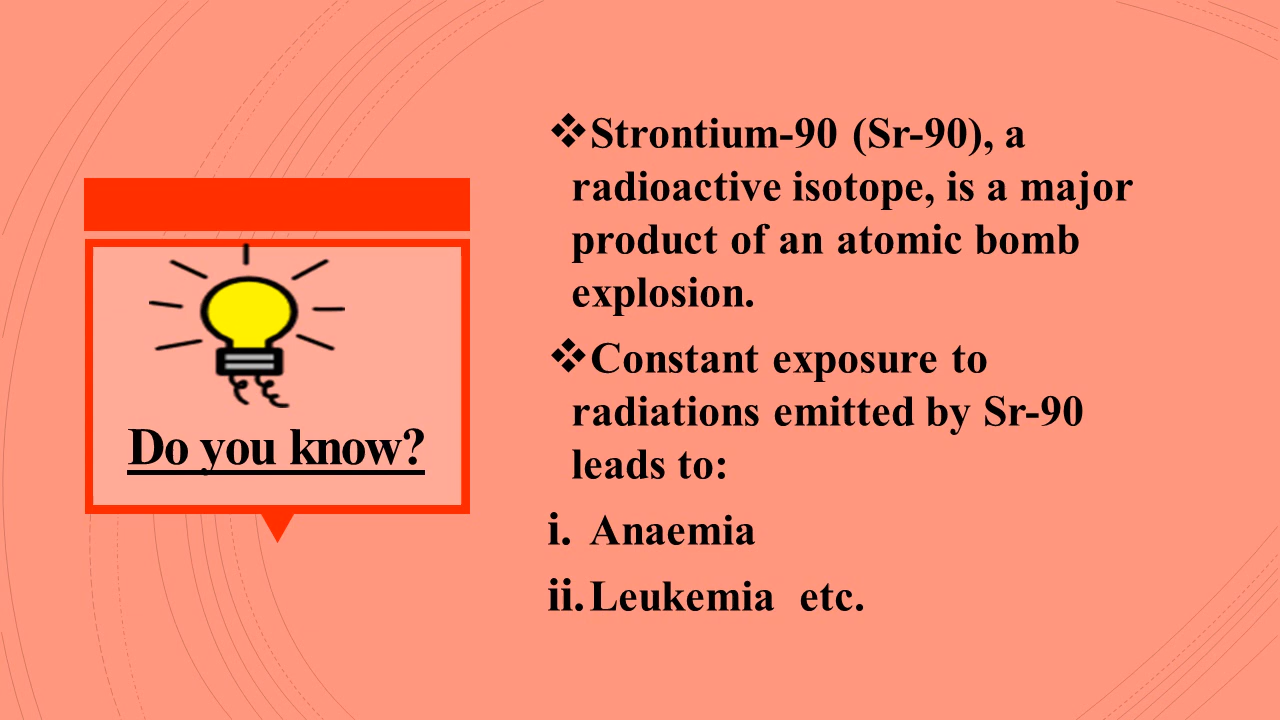 Do you know?
❖Strontium-90 (Sr-90), a
radioactive isotope, is a major
product of an atomic bomb
explosion.
❖Constant exposure to
radiations emitted by Sr-90
leads to:
i. Anaemia
ii. Leukemia etc.